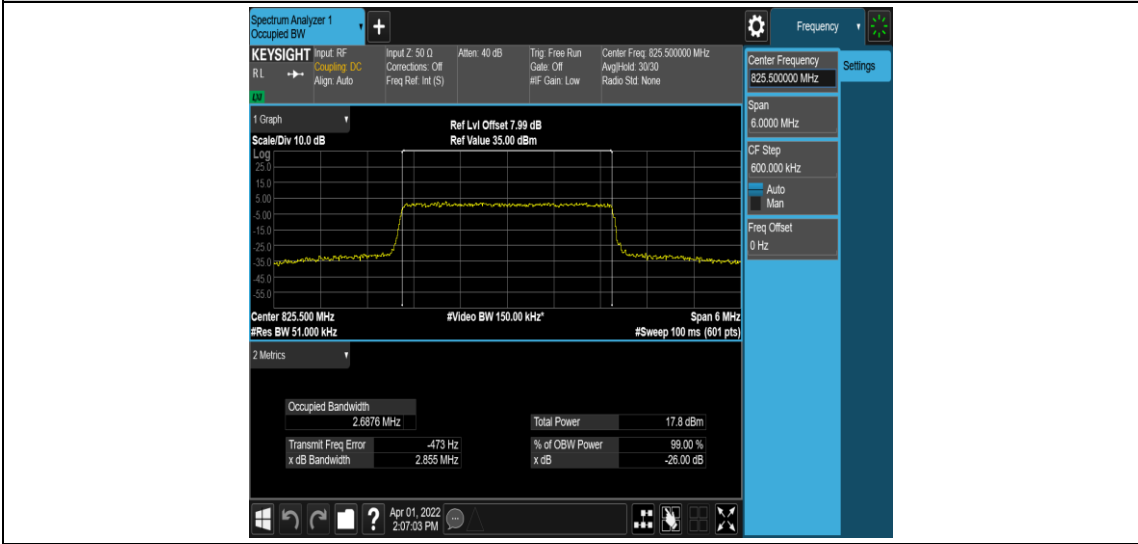 Spectrum Analyzer 1
Occupied BW
Frequency
KEYSIGHT
RL
Input: RF
Coupling: DC
Align: Auto
Input Z: 50 Ω
Corrections: Off
Freq Ref: Int (S)
Atten: 40 dB
Trig: Free Run
Gate: Off
#IF Gain: Low
Center Freq: 825.500000 MHz
Avg|Hold: 30/30
Radio Std: None
Center Frequency
825.500000 MHz
Settings
Span
6.0000 MHz
CF Step
600.000 kHz
Auto
Man
Freq Offset
0 Hz
1 Graph
Scale/Div 10.0 dB
Ref Lvl Offset 7.99 dB
Ref Value 35.00 dBm
Log
25.0
15.0
5.00
-5.00
-15.0
-25.0
-35.0
-45.0
-55.0
Center 825.500 MHz
#Video BW 150.00 kHz*
Span 6 MHz
#Res BW 51.000 kHz
#Sweep 100 ms (601 pts)
2 Metrics
Occupied Bandwidth
2.6876 MHz
Total Power 17.8 dBm
Transmit Freq Error -473 Hz
% of OBW Power 99.00 %
x dB Bandwidth 2.855 MHz
x dB -26.00 dB
?
Apr 01, 2022
2:07:03 PM